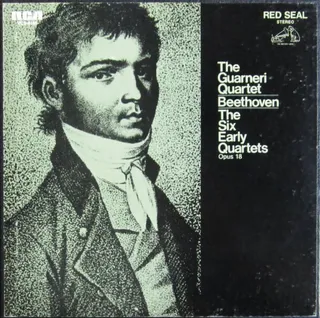 RCA
RED SEAL
STEREO
The
Guarneri
Quartet
Beethoven
The
Six
Early
Quartets
Opus 18